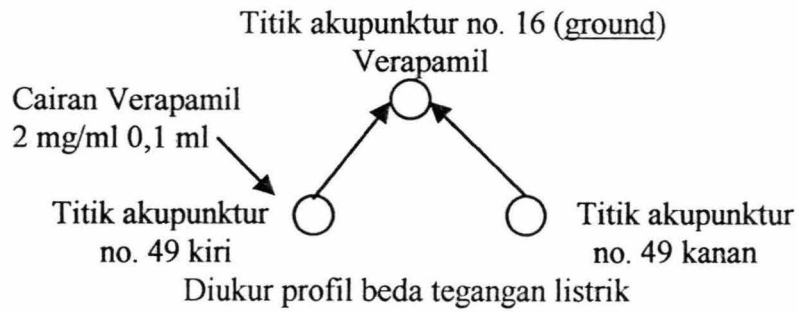 Titik akupunktur no. 16 (ground)
Verapamil
Cairan Verapamil
2 mg/ml 0,1 ml
Titik akupunktur
no. 49 kiri
Titik akupunktur
no. 49 kanan
Diukur profil beda tegangan listrik